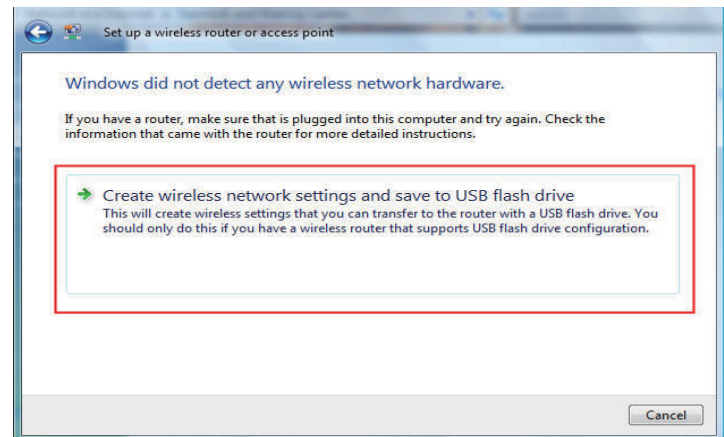 Set up a wireless router or access point
Windows did not detect any wireless network hardware.
If you have a router, make sure that is plugged into this computer and try again. Check the
information that came with the router for more detailed instructions.
Create wireless network settings and save to USB flash drive
This will create wireless settings that you can transfer to the router with a USB flash drive. You
should only do this if you have a wireless router that supports USB flash drive configuration.
Cancel